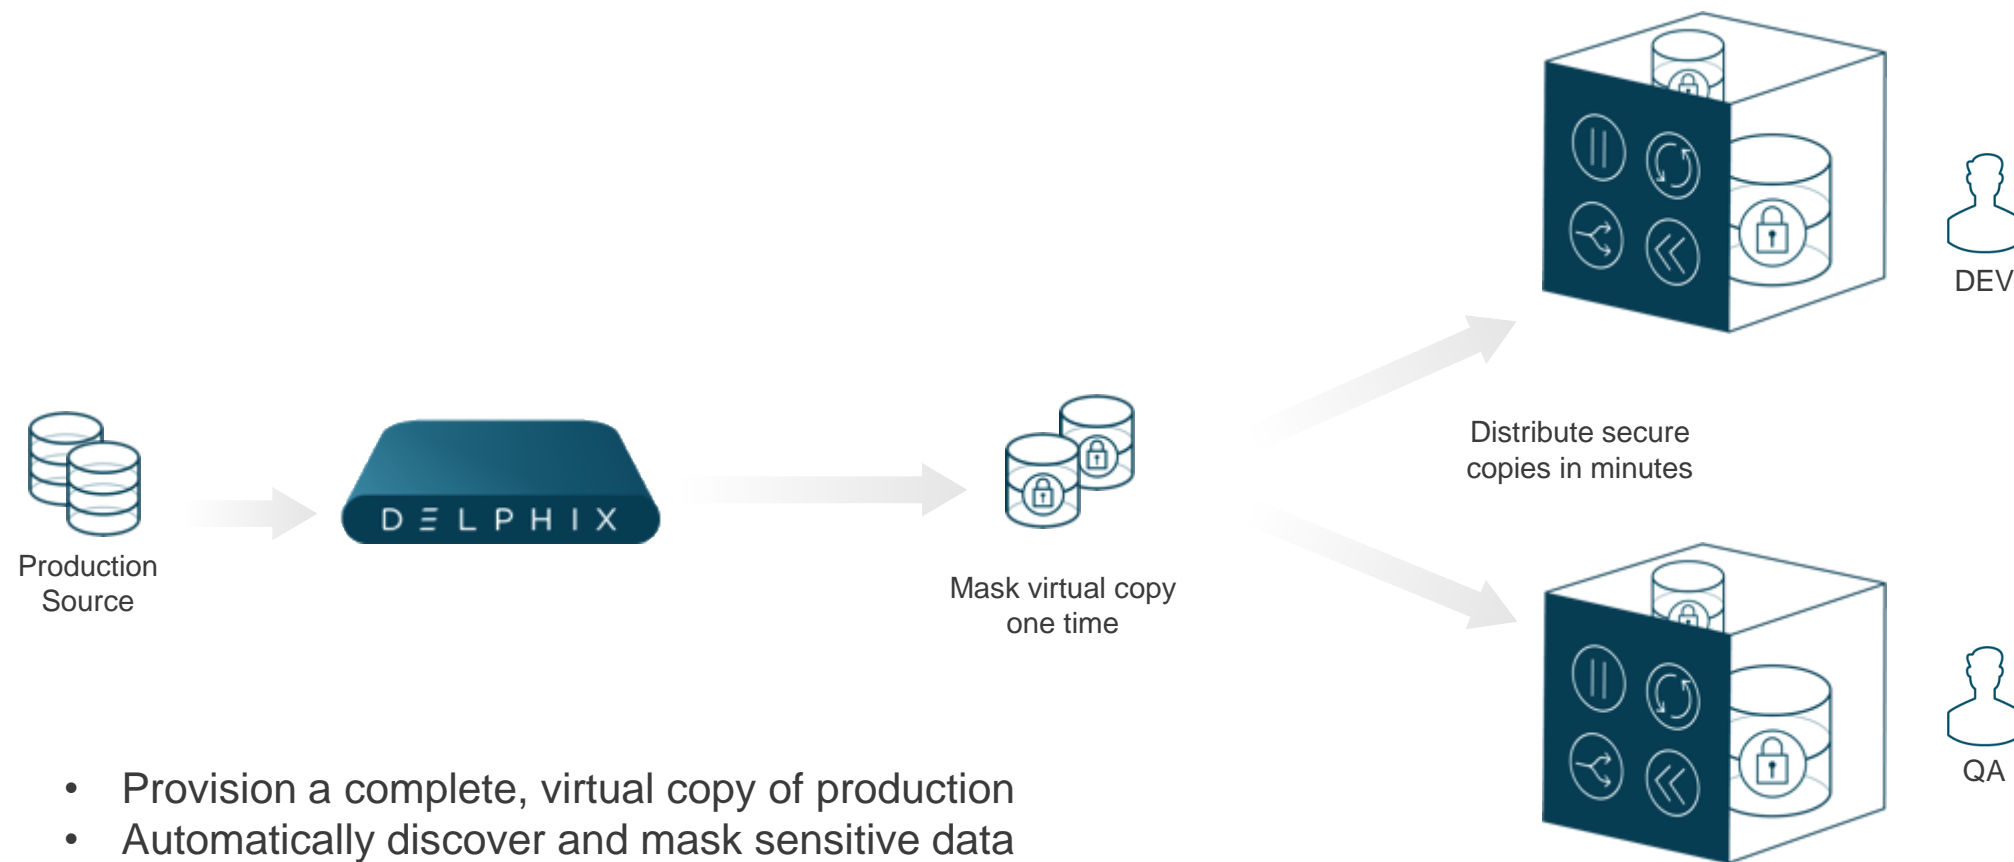 DEV
Distribute secure
copies in minutes
DELPHIX
Production
Source
Mask virtual copy
one time
QA
• Provision a complete, virtual copy of production
• Automatically discover and mask sensitive data